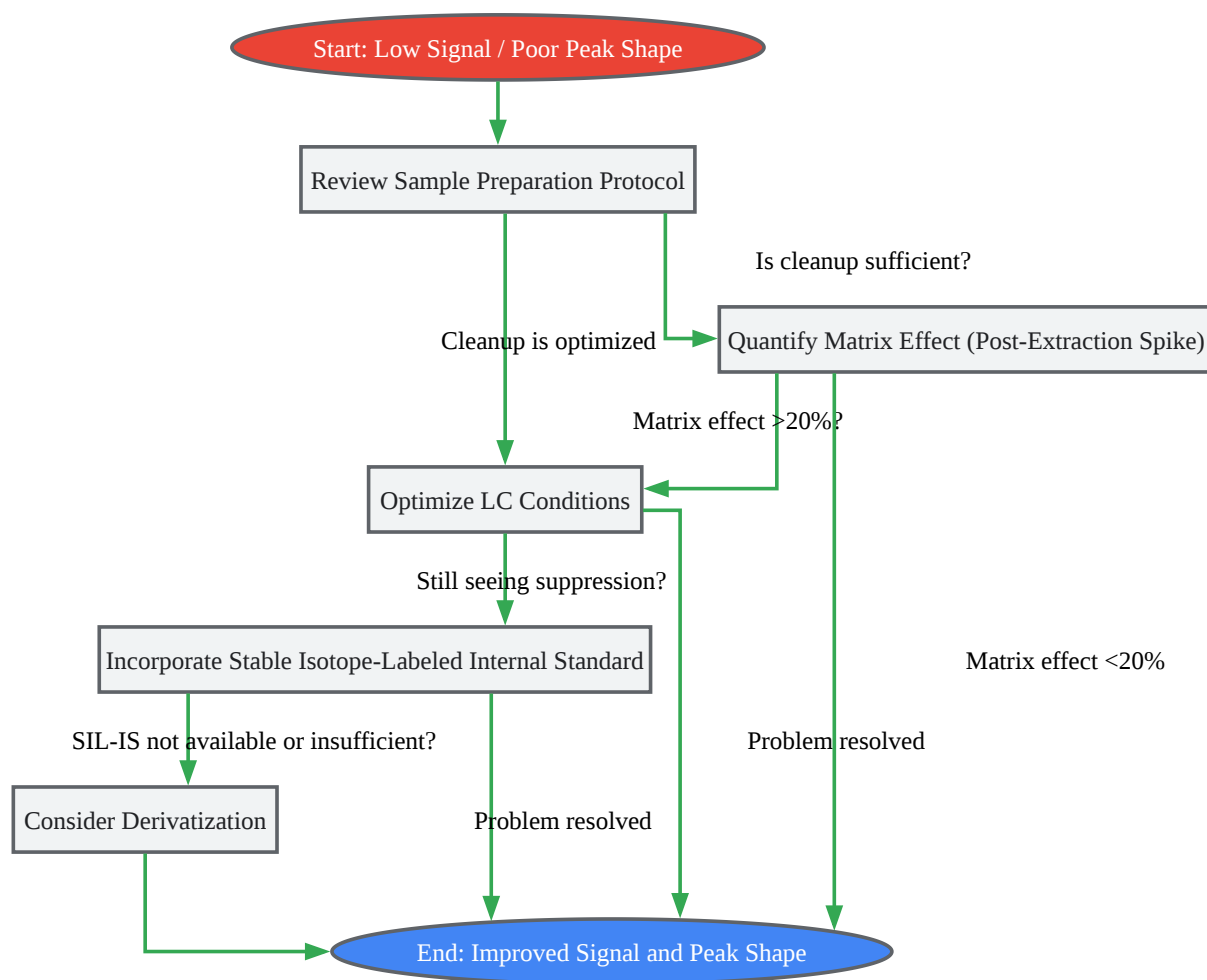 Start: Low Signal / Poor Peak Shape
Review Sample Preparation Protocol
Is cleanup sufficient?
Cleanup is optimized
Quantify Matrix Effect (Post-Extraction Spike)
Matrix effect >20%?
Optimize LC Conditions
Still seeing suppression?
Incorporate Stable Isotope-Labeled Internal Standard
Matrix effect <20%
SIL-IS not available or insufficient?
Problem resolved
Consider Derivatization
Problem resolved
End: Improved Signal and Peak Shape